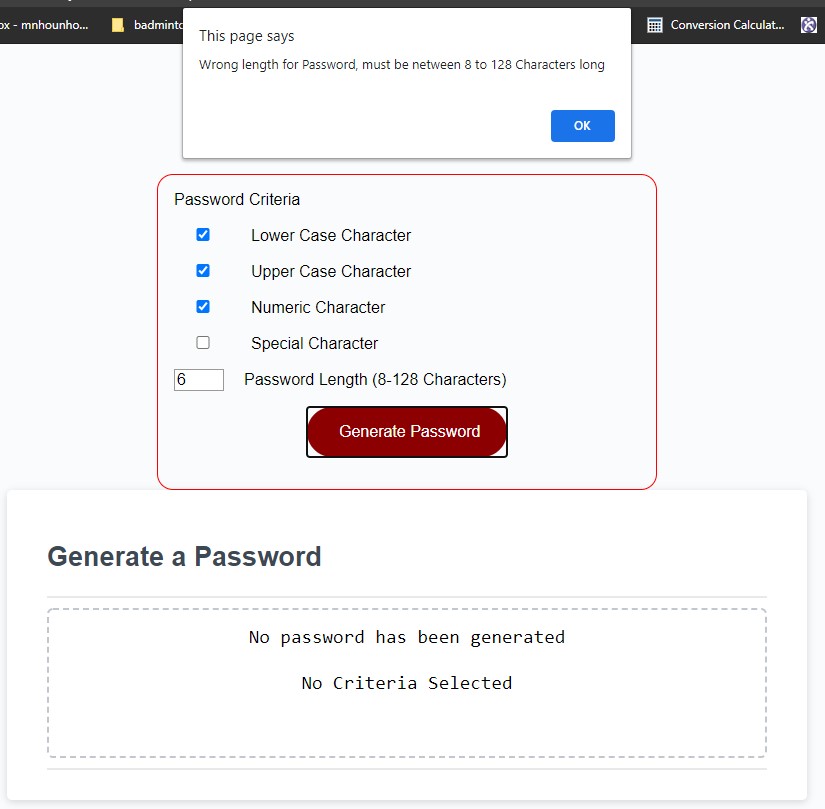 ox - mnhounho...
badmintc
Conversion Calculat...
This page says
Wrong length for Password, must be netween 8 to 128 Characters long
OK
Password Criteria
Lower Case Character
Upper Case Character
Numeric Character
Special Character
6 Password Length (8-128 Characters)
Generate Password
Generate a Password
No password has been generated
No Criteria Selected